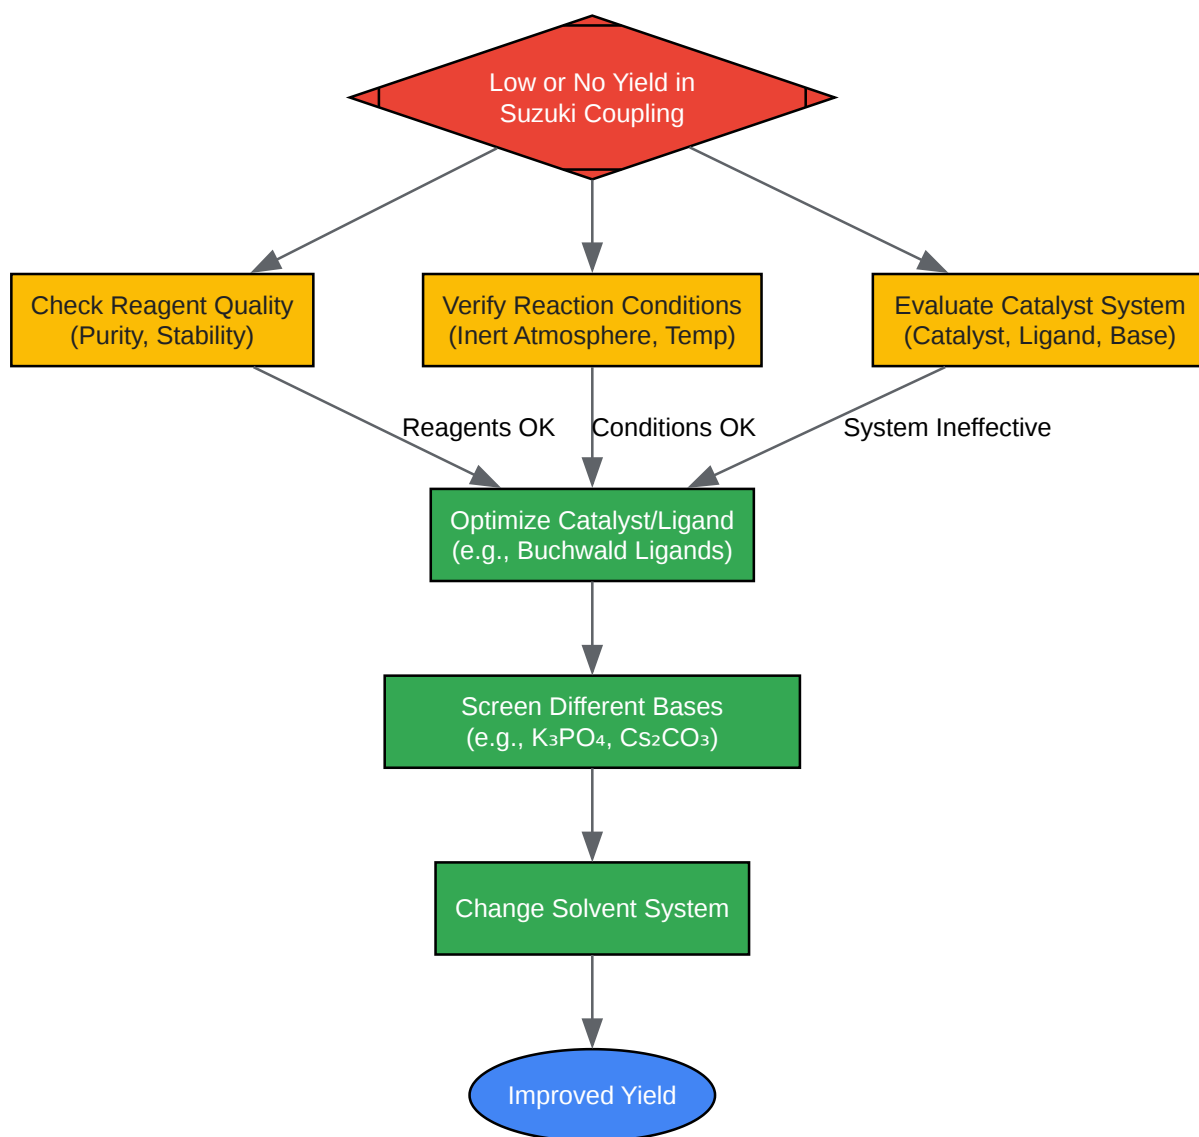 Low or No Yield in
Suzuki Coupling
Check Reagent Quality
(Purity, Stability)
Verify Reaction Conditions
(Inert Atmosphere, Temp)
Evaluate Catalyst System
(Catalyst, Ligand, Base)
Reagents OK
Conditions OK
System Ineffective
Optimize Catalyst/Ligand
(e.g., Buchwald Ligands)
Screen Different Bases
(e.g., K₃PO₄, Cs₂CO₃)
Change Solvent System
Improved Yield